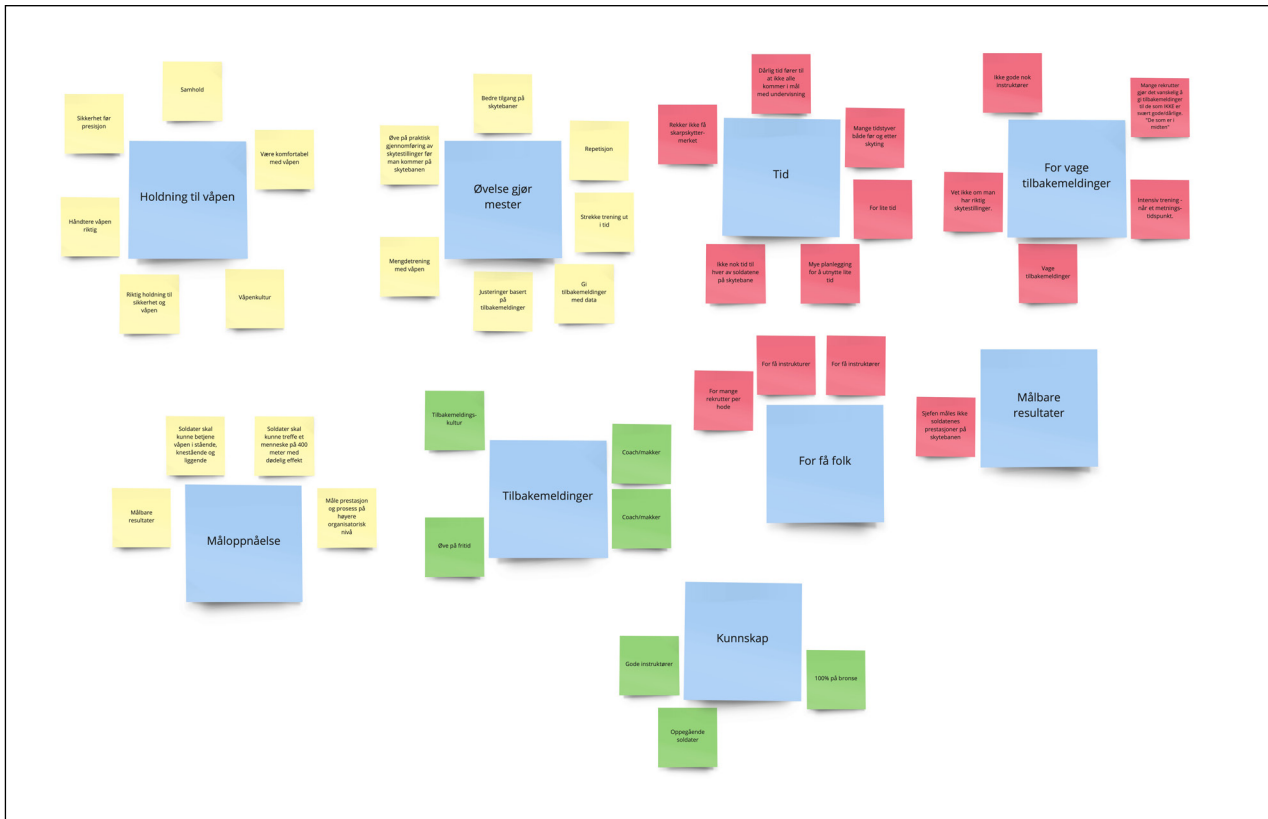 Samhold
Sikkerhet før
presisjon
Være komfortabel
med våpen
Holdning til våpen
Håndtere våpen
riktig
Riktig holdning til
sikkerhet og
våpen
Våpenkultur
Bedre tilgang på
skytebaner
Øve på praktisk
gjennomføring av
skytestillinger før
man kommer på
skytebanen
Repetisjon
Øvelse gjør
mester
Strekke trening ut
i tid
Mengdetrening
med våpen
Justeringer basert
på
tilbakemeldinger
Gi
tilbakemeldinger
med data
Dårlig tid fører til
at ikke alle
kommer i mål
med undervisning
Rekker ikke få
skarpskytter-
merket
Mange tidstyver
både før og etter
skyting
Tid
For lite tid
Ikke nok tid til
hver av soldatene
på skytebane
Mye planlegging
for å utnytte lite
tid
Ikke gode nok
instruktører
Mange rekrutter
gjør det vanskelig å
gi tilbakemeldinger
til de som IKKE er
svært gode/dårlige.
"De som er i
midten"
For vage
tilbakemeldinger
Vet ikke om man
har riktig
skytestillinger.
Intensiv trening -
når et metnings-
tidspunkt.
Vage
tilbakemeldinger
Soldater skal
kunne betjene
våpen i stående,
knestående og
liggende
Soldater skal
kunne treffe et
menneske på 400
meter med
dødelig effekt
Målbare
resultater
Måle prestasjon
og prosess på
høyere
organisatorisk
nivå
Måloppnåelse
Tilbakemeldings-
kultur
Coach/makker
Tilbakemeldinger
Coach/makker
Øve på fritid
For få instrukturer
For få instruktører
For mange
rekrutter per
hode
For få folk
Målbare
resultater
Sjefen måles ikke
soldatenes
prestasjoner på
skytebanen
Kunnskap
Gode instruktører
100% på bronse
Oppegående
soldater